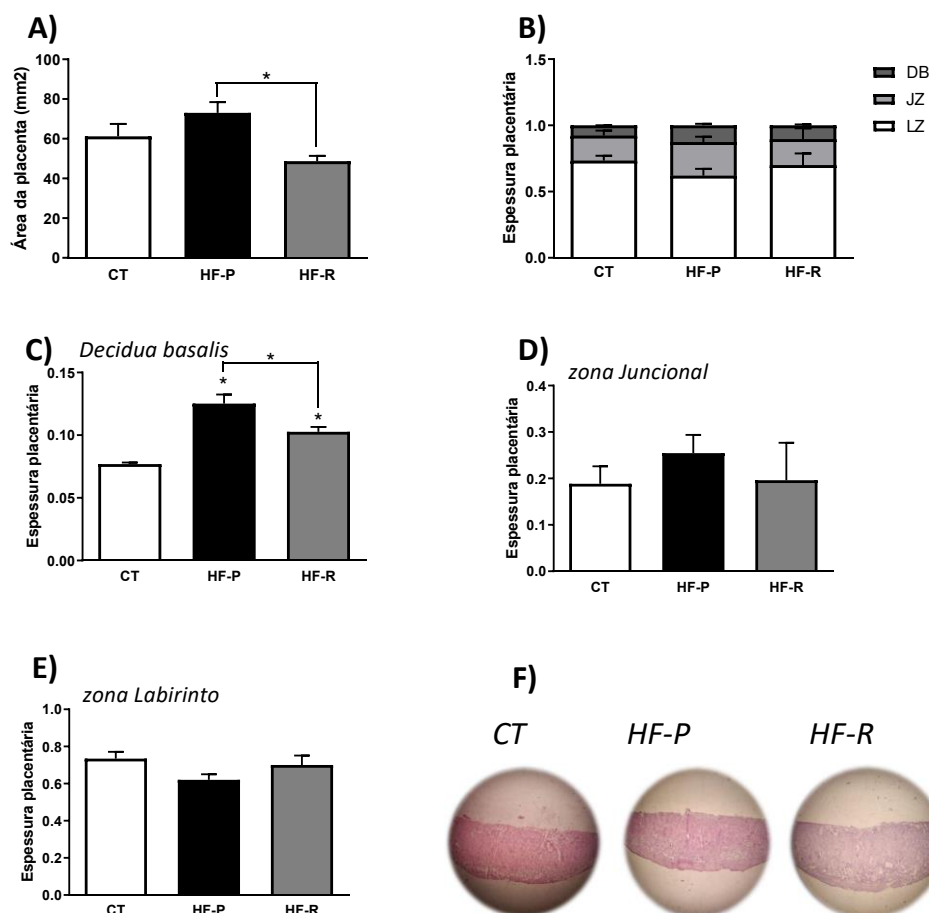 A)
Área da placenta (mm2)
100
80
60
40
20
0
*
CT HF-P HF-R
B)
Espessura placentária
1.5
1.0
0.5
0.0
CT HF-P HF-R
DB
JZ
LZ
C) Decidua basalis
Espessura placentária
0.15
0.10
0.05
0.00
*
* *
CT HF-P HF-R
D)
zona Juncional
Espessura placentária
0.4
0.3
0.2
0.1
0.0
CT HF-P HF-R
E)
zona Labirinto
Espessura placentária
1.0
0.8
0.6
0.4
0.2
0.0
CT HF-P HF-R
F)
CT HF-P HF-R